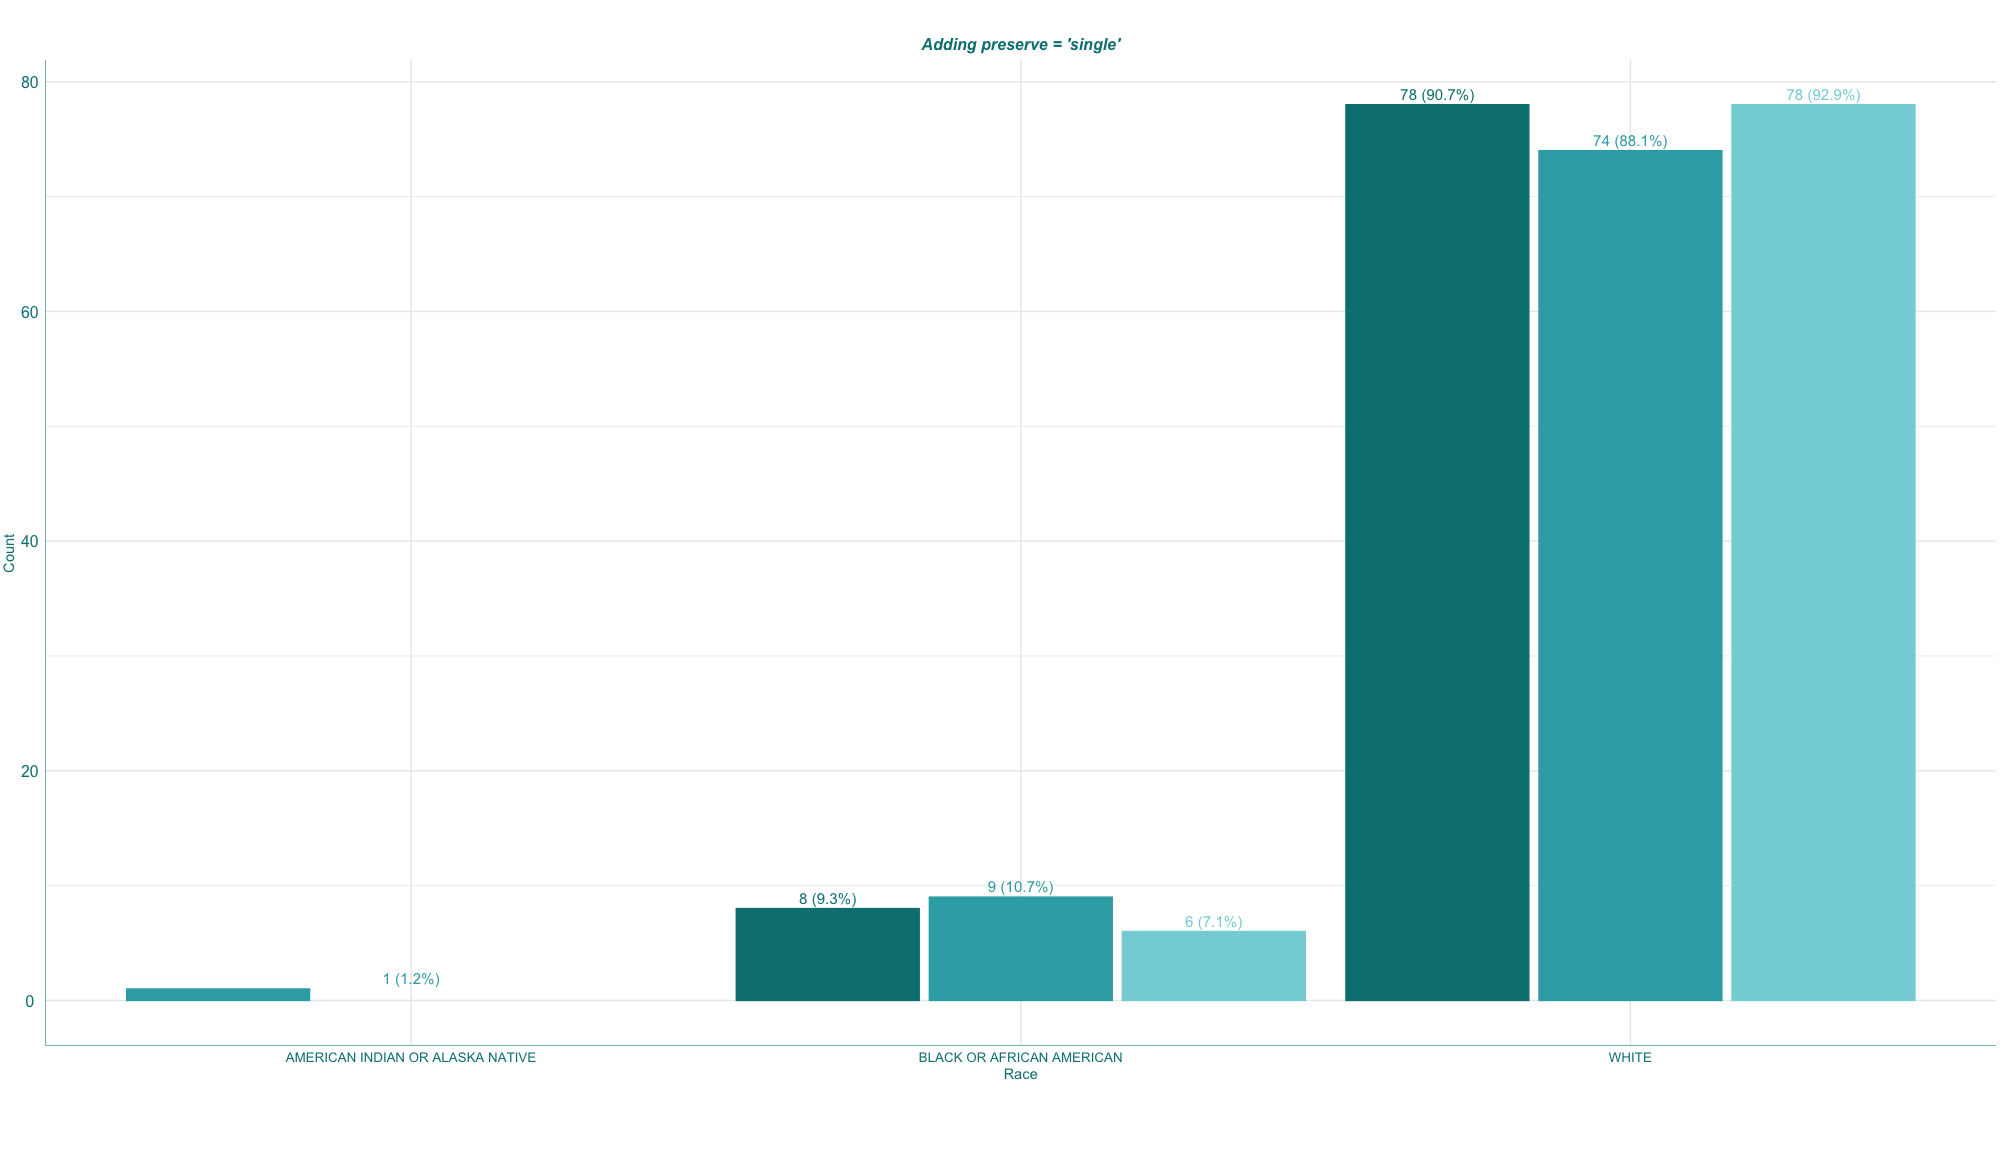 Adding preserve = 'single'
80
60
40
20
0
Count
78 (90.7%)
74 (88.1%)
78 (92.9%)
8 (9.3%)
9 (10.7%)
6 (7.1%)
1 (1.2%)
AMERICAN INDIAN OR ALASKA NATIVE
BLACK OR AFRICAN AMERICAN
WHITE
Race